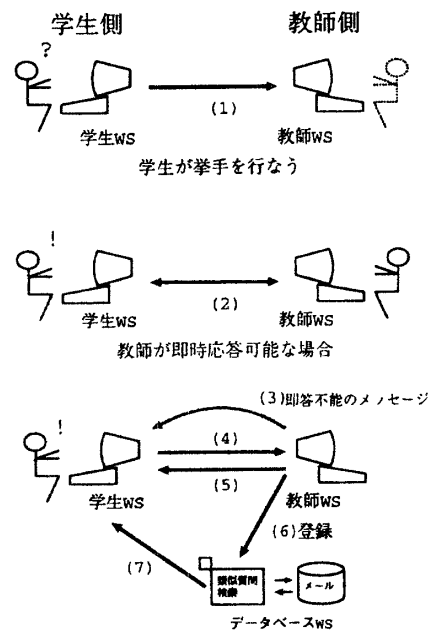 学生側 教師側
?
(1)
学生WS 教師WS
学生が挙手を行なう
!
(2)
学生WS 教師WS
教師が即時応答可能な場合
(3)即答不能のメッセージ
!
(4)
(5)
学生WS 教師WS
(6)登録
(7)
類似質問
検索
メール
データベースWS